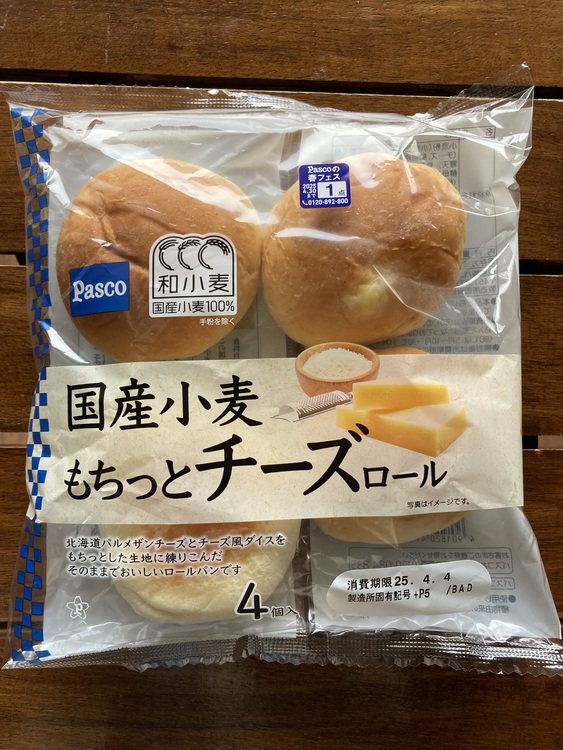 Pascoの
春フェス
2025
4.30
まで
1点
0120-892-800
Pasco
和小麦
国産小麦100%
手粉を除く
国産小麦
もちっとチーズロール
写真はイメージです。
北海道パルメザンチーズとチーズ風ダイスを
もちっとした生地に練りこんだ
そのままでおいしいロールパンです
4個入
消費期限 25. 4. 4
製造所固有記号 +P5 /BAD